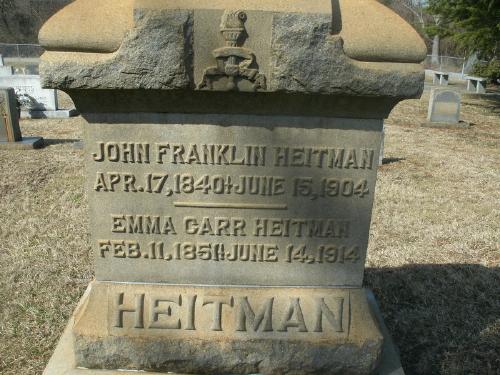 JOHN FRANKLIN HEITMAN
APR. 17, 1840 † JUNE 15, 1904
EMMA CARR HEITMAN
FEB. 11, 1851 † JUNE 14, 1914
HEITMAN